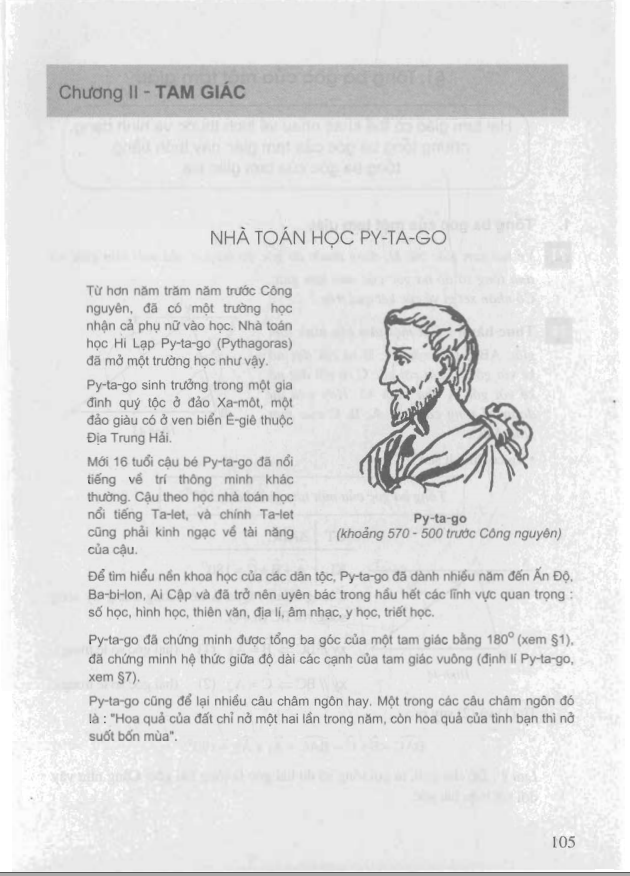 Chương II - TAM GIÁC
NHÀ TOÁN HỌC PY-TA-GO
Từ hơn năm trăm năm trước Công
nguyên, đã có một trường học
nhận cả phụ nữ vào học. Nhà toán
học Hi Lạp Py-ta-go (Pythagoras)
đã mở một trường học như vậy.
Py-ta-go sinh trưởng trong một gia
đình quý tộc ở đảo Xa-môt, một
đảo giàu có ở ven biển Ê-giê thuộc
Địa Trung Hải.
Mới 16 tuổi cậu bé Py-ta-go đã nổi
tiếng về trí thông minh khác
thường. Cậu theo học nhà toán học
nổi tiếng Ta-let, và chính Ta-let
cũng phải kinh ngạc về tài năng
của cậu.
Py-ta-go
(khoảng 570 - 500 trước Công nguyên)
Để tìm hiểu nền khoa học của các dân tộc, Py-ta-go đã dành nhiều năm đến Ấn Độ,
Ba-bi-lon, Ai Cập và đã trở nên uyên bác trong hầu hết các lĩnh vực quan trọng :
số học, hình học, thiên văn, địa lí, âm nhạc, y học, triết học.
Py-ta-go đã chứng minh được tổng ba góc của một tam giác bằng 180° (xem §1),
đã chứng minh hệ thức giữa độ dài các cạnh của tam giác vuông (định lí Py-ta-go,
xem §7).
Py-ta-go cũng để lại nhiều câu châm ngôn hay. Một trong các câu châm ngôn đó
là : "Hoa quả của đất chỉ nở một hai lần trong năm, còn hoa quả của tình bạn thì nở
suốt bốn mùa".
105